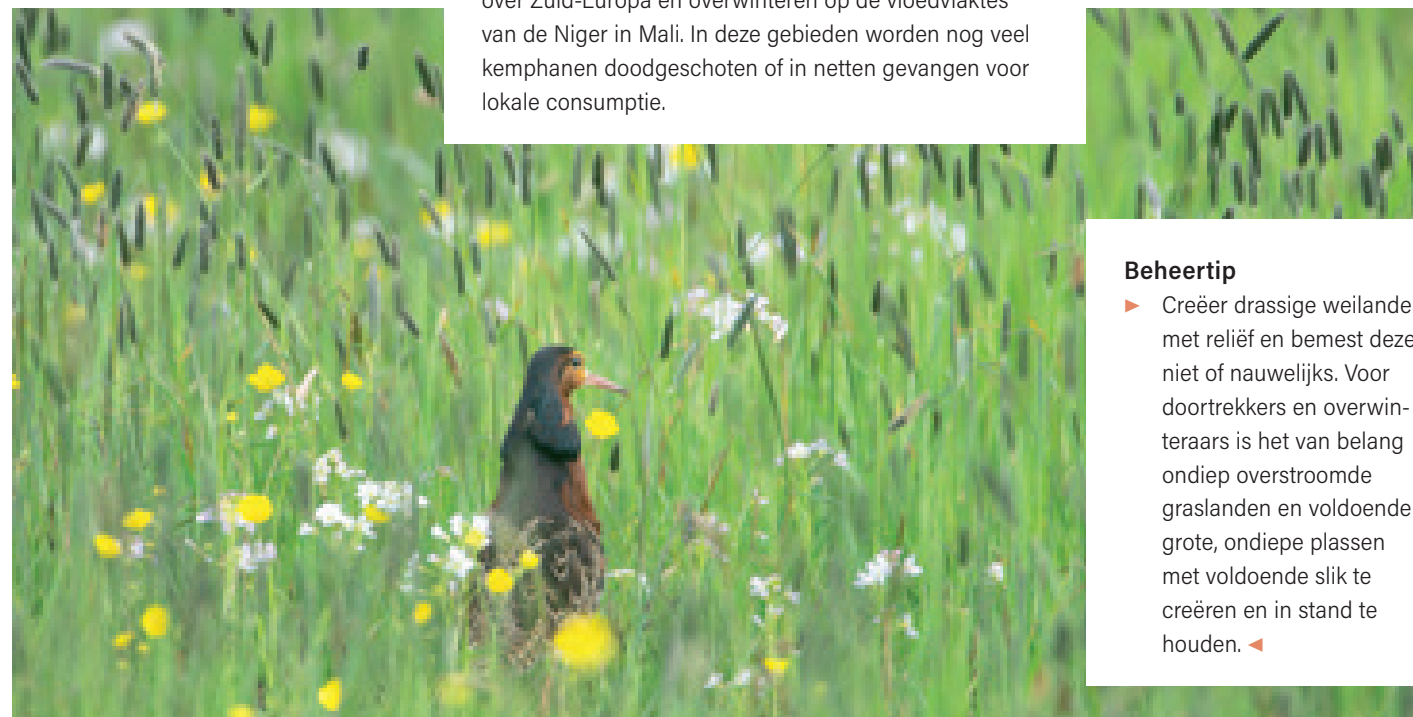 over Zuid-Europa en overwinteren op de vloedvlaktes
van de Niger in Mali. In deze gebieden worden nog veel
kemphanen doodgeschoten of in netten gevangen voor
lokale consumptie.
Beheertip
► Creëer drassige weilande
met reliëf en bemest deze
niet of nauwelijks. Voor
doortrekkers en overwin-
teraars is het van belang
ondiep overstroomde
graslanden en voldoende
grote, ondiepe plassen
met voldoende slik te
creëren en in stand te
houden. ◄